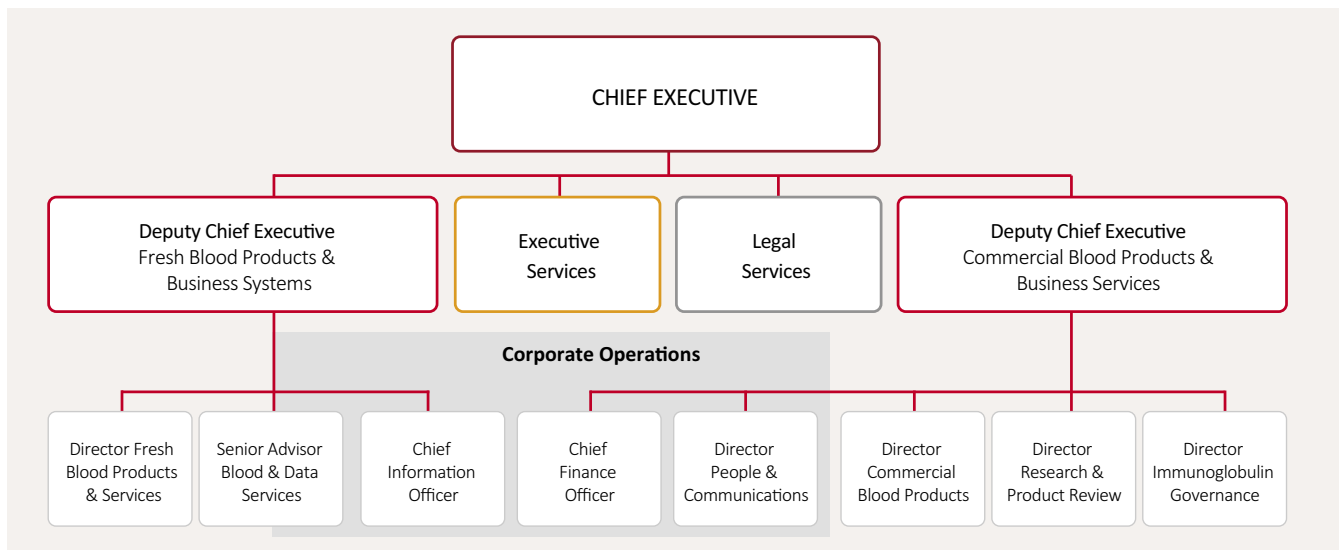 CHIEF EXECUTIVE
Deputy Chief Executive
Fresh Blood Products &
Business Systems
Executive
Services
Legal
Services
Deputy Chief Executive
Commercial Blood Products &
Business Services
Corporate Operations
Director Fresh
Blood Products
& Services
Senior Advisor
Blood & Data
Services
Chief
Information
Officer
Chief
Finance
Officer
Director
People &
Communications
Director
Commercial
Blood Products
Director
Research &
Product Review
Director
Immunoglobulin
Governance